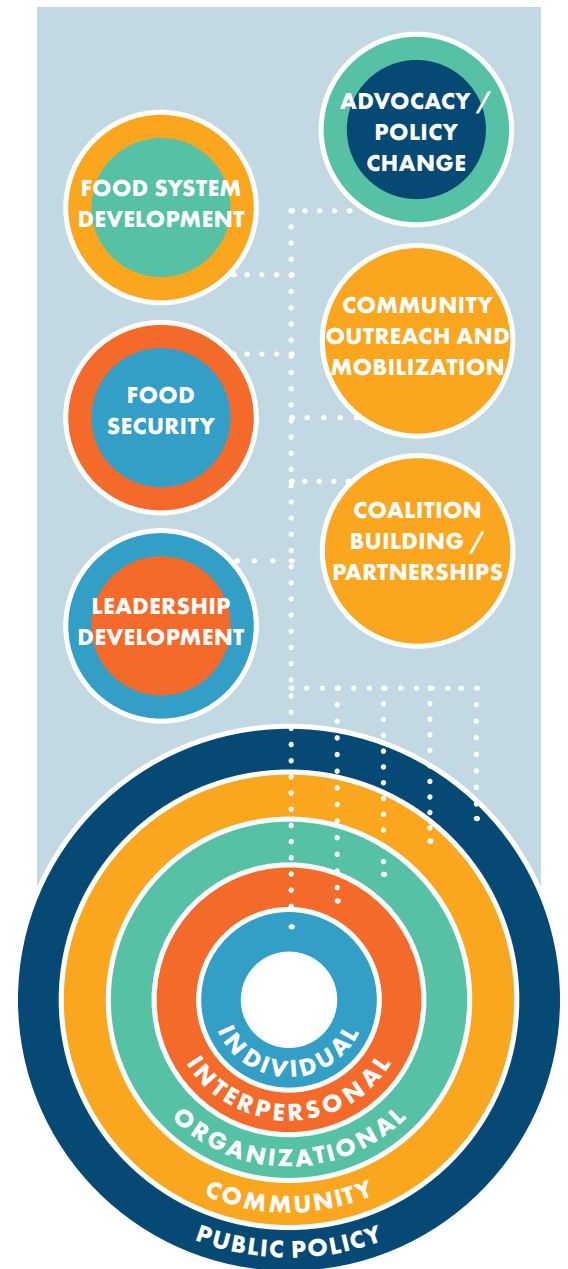 ADVOCACY /
POLICY
CHANGE
FOOD SYSTEM
DEVELOPMENT
COMMUNITY
OUTREACH AND
MOBILIZATION
FOOD
SECURITY
COALITION
BUILDING /
PARTNERSHIPS
LEADERSHIP
DEVELOPMENT
INDIVIDUAL
INTERPERSONAL
ORGANIZATIONAL
COMMUNITY
PUBLIC POLICY